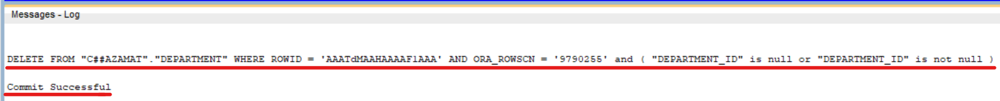 Messages - Log
DELETE FROM "C##AZAMAT"."DEPARTMENT" WHERE ROWID = 'AAATdMAAHAAAAFlAAA' AND ORA_ROWSCN = '9790255' and ( "DEPARTMENT_ID" is null or "DEPARTMENT_ID" is not null )
Commit Successful